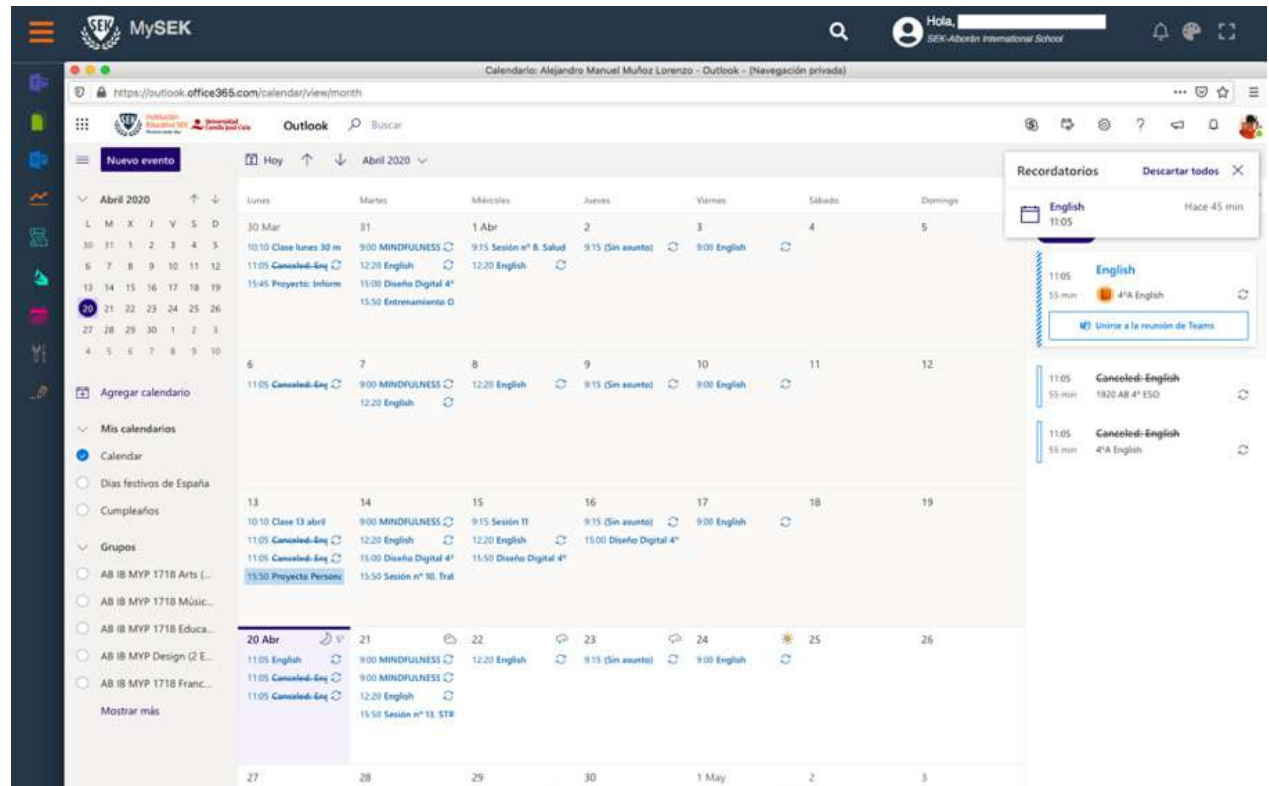 MySEK
Hola,
SEK-Alborán International School
Calendario: Alejandro Manuel Muñoz Lorenzo - Outlook - (Navegación privada)
https://outlook.office365.com/calendar/view/month
Institución
Educativa SEK
Universidad
Camilo José Cela
Outlook
Buscar
Nuevo evento
Hoy
Abril 2020
Recordatorios
Descartar todos
English
Hace 45 min
11:05
Abril 2020
L M X J V S D
30 31 1 2 3 4 5
6 7 8 9 10 11 12
13 14 15 16 17 18 19
20 21 22 23 24 25 26
27 28 29 30 1 2 3
4 5 6 7 8 9 10
Agregar calendario
Mis calendarios
Calendar
Días festivos de España
Cumpleaños
Grupos
AB IB MYP 1718 Arts (...
AB IB MYP 1718 Músic...
AB IB MYP 1718 Educa...
AB IB MYP Design (2 E...
AB IB MYP 1718 Franc...
Mostrar más
Lunes Martes Miércoles Jueves Viernes Sábado Domingo
30 Mar 31 1 Abr 2 3 4 5
10:10 Clase lunes 30 m 9:00 MINDFULNESS 9:15 Sesión nº 8. Salud 9:15 (Sin asunto) 9:00 English
11:05 Canceled: Eng 12:20 English 12:20 English
15:45 Proyecto: Inform 15:00 Diseño Digital 4º
15:50 Entrenamiento O
6 7 8 9 10 11 12
11:05 Canceled: Eng 9:00 MINDFULNESS 12:20 English 9:15 (Sin asunto) 9:00 English
12:20 English
13 14 15 16 17 18 19
10:10 Clase 13 abril 9:00 MINDFULNESS 9:15 Sesión 11 9:15 (Sin asunto) 9:00 English
11:05 Canceled: Eng 12:20 English 12:20 English 15:00 Diseño Digital 4º
11:05 Canceled: Eng 15:00 Diseño Digital 4º 15:50 Diseño Digital 4º
15:50 Proyecto Persona 15:50 Sesión nº 10. Tral
20 Abr 21 22 23 24 25 26
11:05 English 9:00 MINDFULNESS 12:20 English 9:15 (Sin asunto) 9:00 English
11:05 Canceled: Eng 9:00 MINDFULNESS
11:05 Canceled: Eng 12:20 English
15:50 Sesión nº 13. STR
27 28 29 30 1 May 2 3
11:05 English
55 min 4ºA English
Unirse a la reunión de Teams
11:05 Canceled: English
55 min 1920 AB 4º ESO
11:05 Canceled: English
55 min 4ºA English